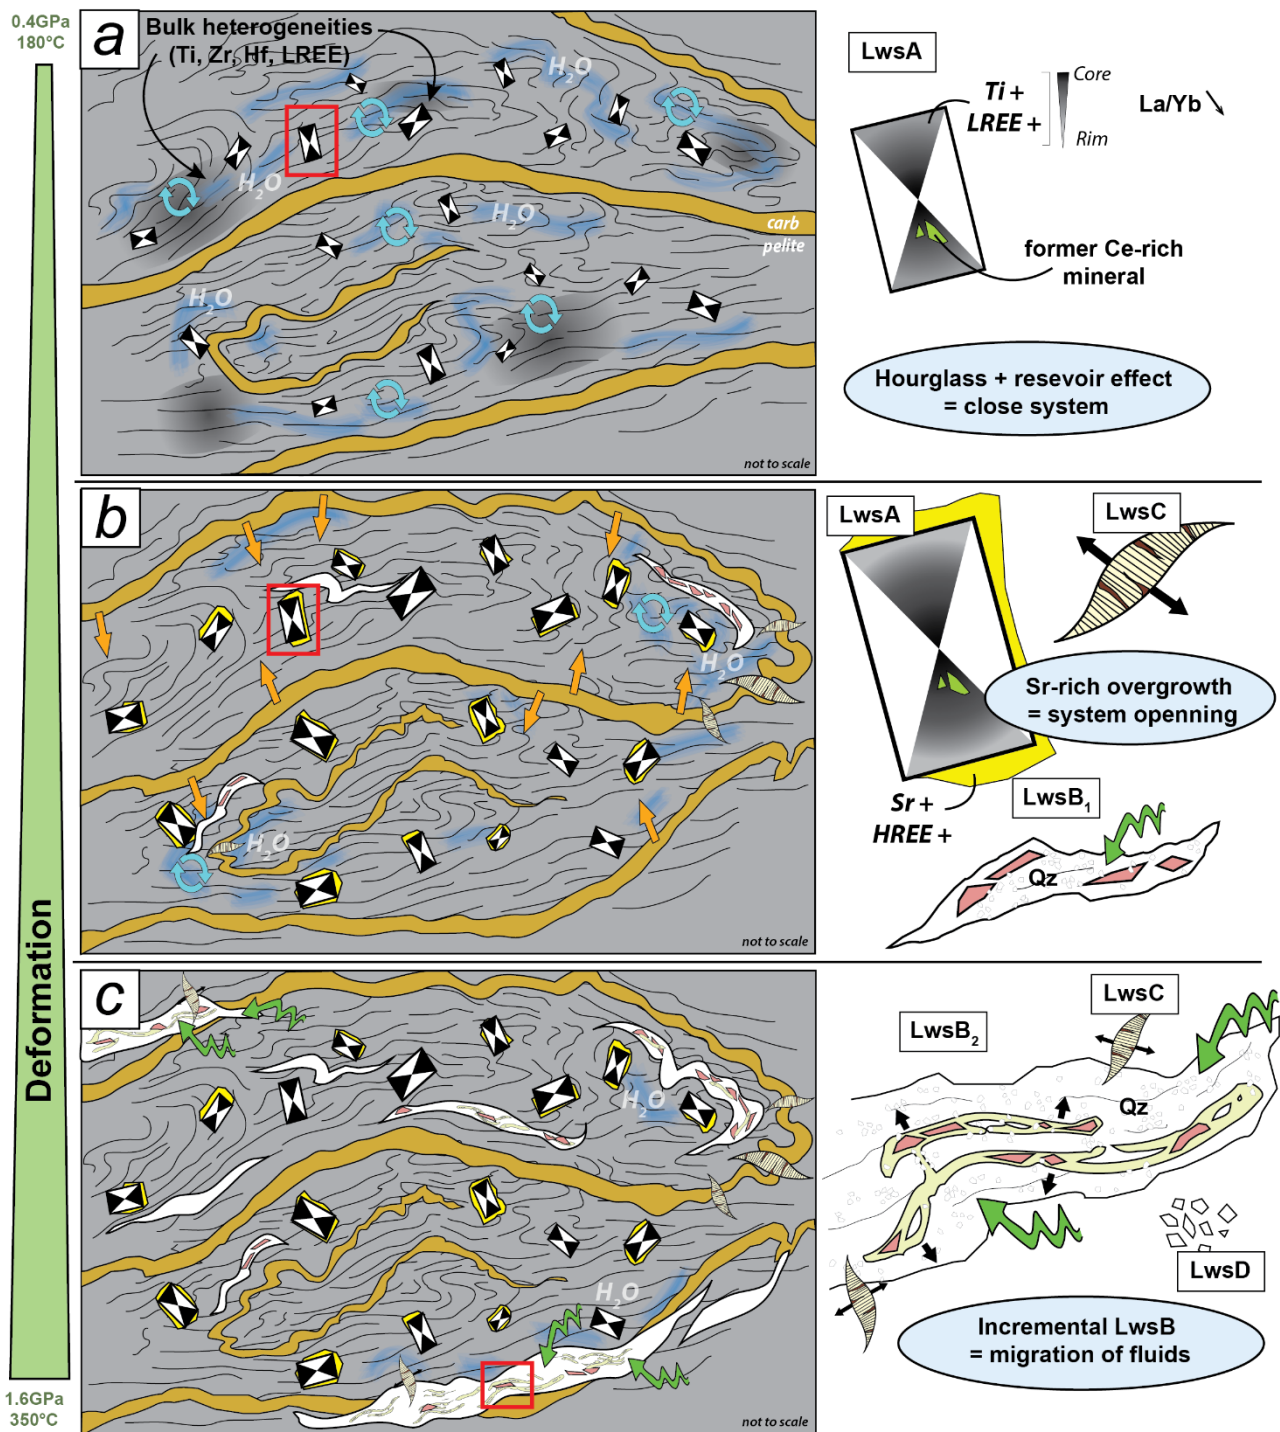 0.4GPa
180°C
a
Bulk heterogeneities
(Ti, Zr, Hf, LREE)
H2O
H2O
H2O
H2O
carb
pelite
not to scale
LwsA
Ti +
LREE +
Core
Rim
La/Yb
former Ce-rich
mineral
Hourglass + resevoir effect
= close system
b
H2O
H2O
not to scale
LwsA
LwsC
Sr-rich overgrowth
= system openning
Sr +
HREE +
LwsB1
Qz
Deformation
c
H2O
H2O
not to scale
LwsC
LwsB2
Qz
LwsD
Incremental LwsB
= migration of fluids
1.6GPa
350°C